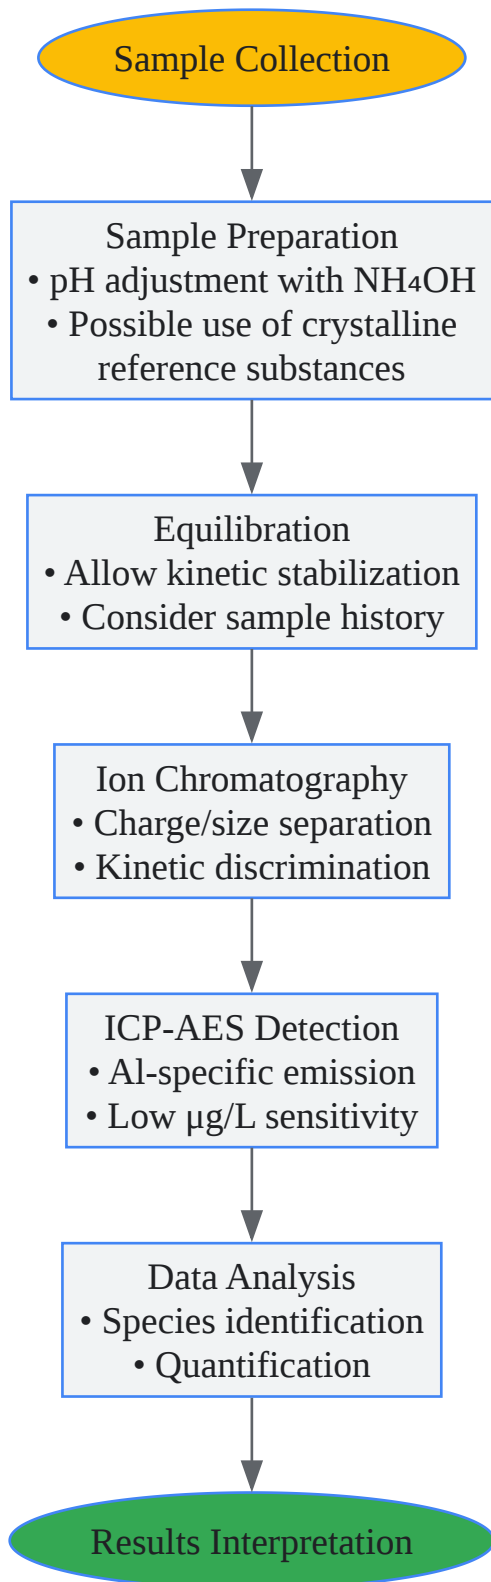 Sample Collection
Sample Preparation
• pH adjustment with NH₄OH
• Possible use of crystalline
reference substances
Equilibration
• Allow kinetic stabilization
• Consider sample history
Ion Chromatography
• Charge/size separation
• Kinetic discrimination
ICP-AES Detection
• Al-specific emission
• Low μg/L sensitivity
Data Analysis
• Species identification
• Quantification
Results Interpretation